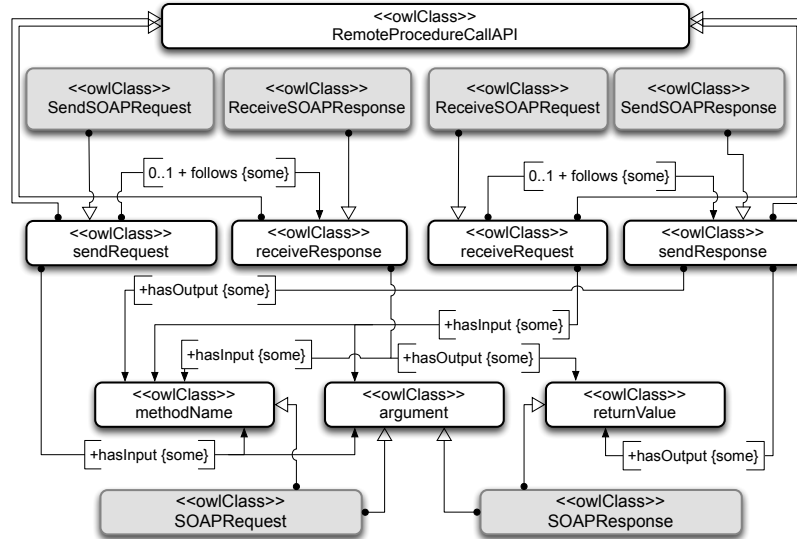 <<owlClass>>
RemoteProcedureCallAPI
<<owlClass>>
SendSOAPRequest
<<owlClass>>
ReceiveSOAPResponse
<<owlClass>>
ReceiveSOAPRequest
<<owlClass>>
SendSOAPResponse
0..1 + follows {some}
0..1 + follows {some}
<<owlClass>>
sendRequest
<<owlClass>>
receiveResponse
<<owlClass>>
receiveRequest
<<owlClass>>
sendResponse
+hasOutput {some}
+hasInput {some}
+hasInput {some}
+hasOutput {some}
<<owlClass>>
methodName
<<owlClass>>
argument
<<owlClass>>
returnValue
+hasInput {some}
+hasOutput {some}
<<owlClass>>
SOAPRequest
<<owlClass>>
SOAPResponse